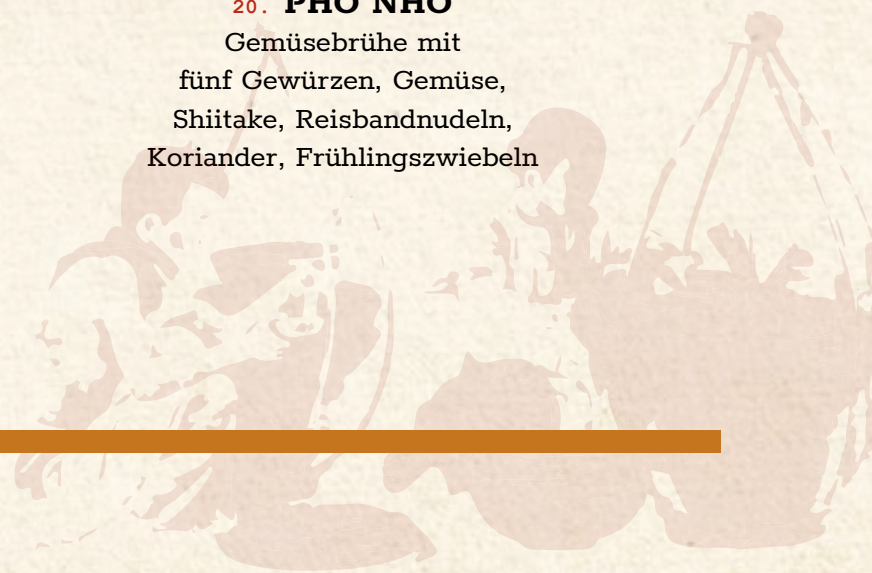 20. PHO NHO
Gemüsebrühe mit
fünf Gewürzen, Gemüse,
Shiitake, Reisbandnudeln,
Koriander, Frühlingszwiebeln